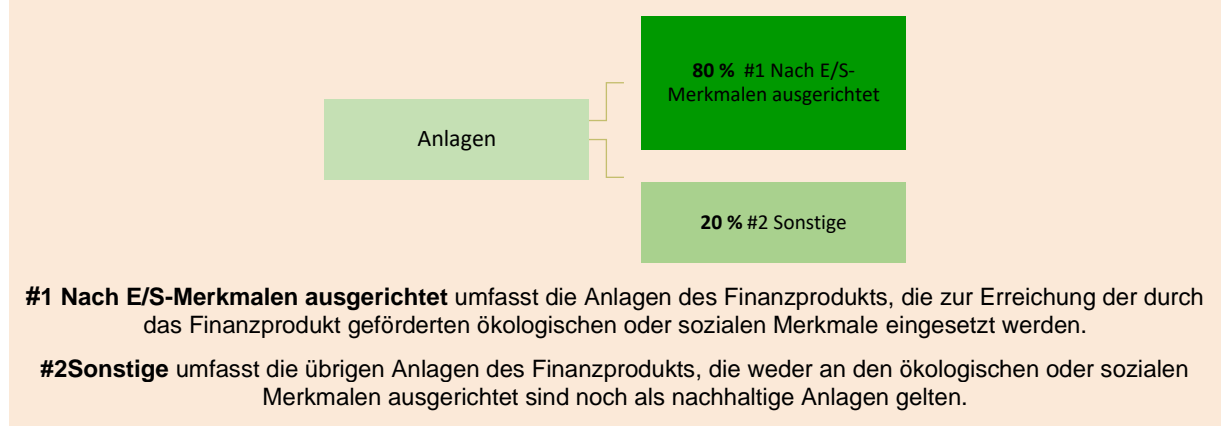 80 % #1 Nach E/S-
Merkmalen ausgerichtet
Anlagen
20 % #2 Sonstige
#1 Nach E/S-Merkmalen ausgerichtet umfasst die Anlagen des Finanzprodukts, die zur Erreichung der durch
das Finanzprodukt geförderten ökologischen oder sozialen Merkmale eingesetzt werden.
#2Sonstige umfasst die übrigen Anlagen des Finanzprodukts, die weder an den ökologischen oder sozialen
Merkmalen ausgerichtet sind noch als nachhaltige Anlagen gelten.